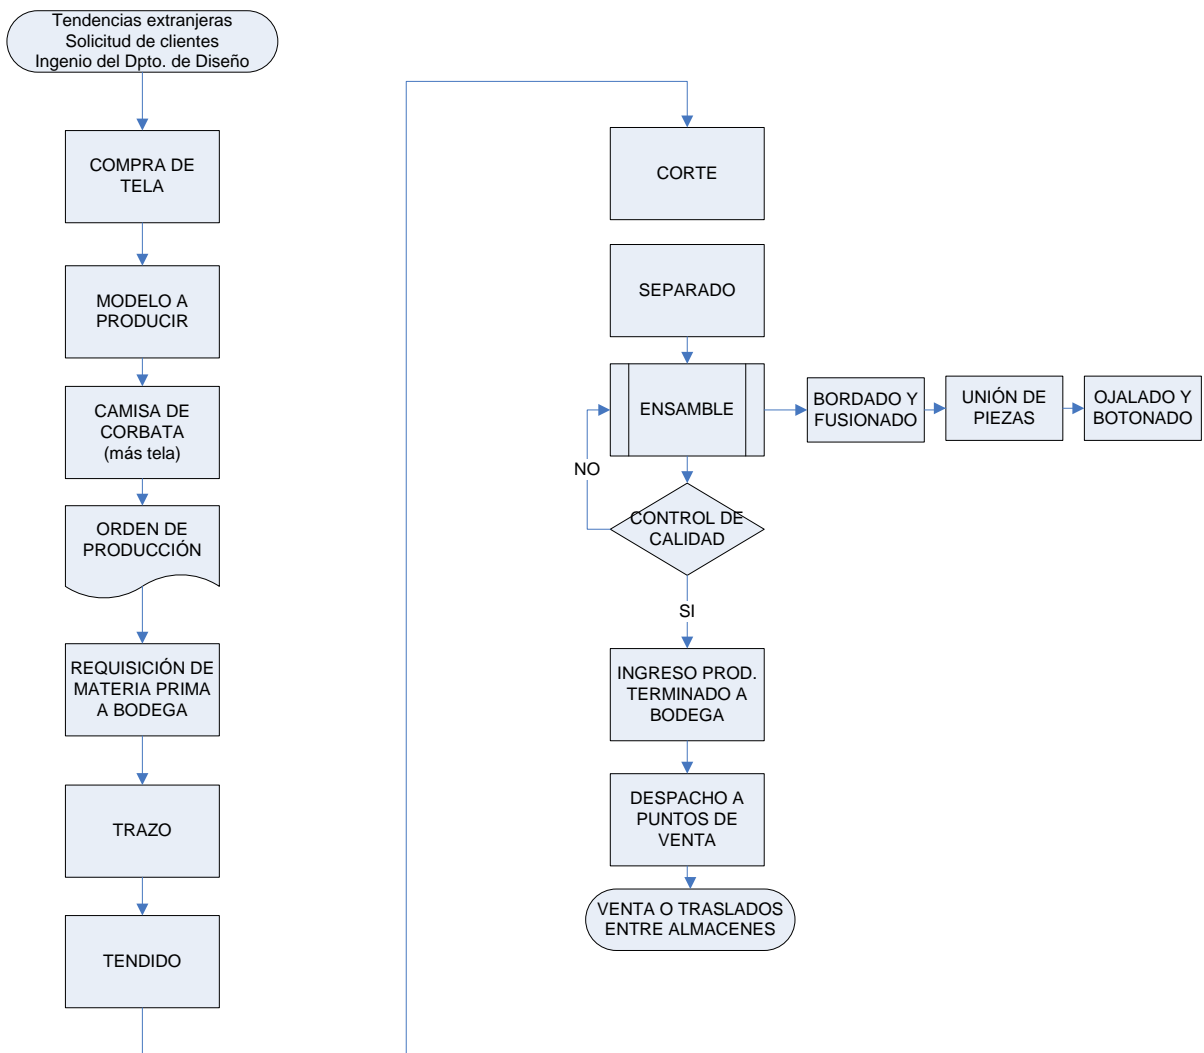 Tendencias extranjeras
Solicitud de clientes
Ingenio del Dpto. de Diseño
COMPRA DE
TELA
MODELO A
PRODUCIR
CAMISA DE
CORBATA
(más tela)
ORDEN DE
PRODUCCIÓN
REQUISICIÓN DE
MATERIA PRIMA
A BODEGA
TRAZO
TENDIDO
CORTE
SEPARADO
ENSAMBLE
BORDADO Y
FUSIONADO
UNIÓN DE
PIEZAS
OJALADO Y
BOTONADO
NO
CONTROL DE
CALIDAD
SI
INGRESO PROD.
TERMINADO A
BODEGA
DESPACHO A
PUNTOS DE
VENTA
VENTA O TRASLADOS
ENTRE ALMACENES